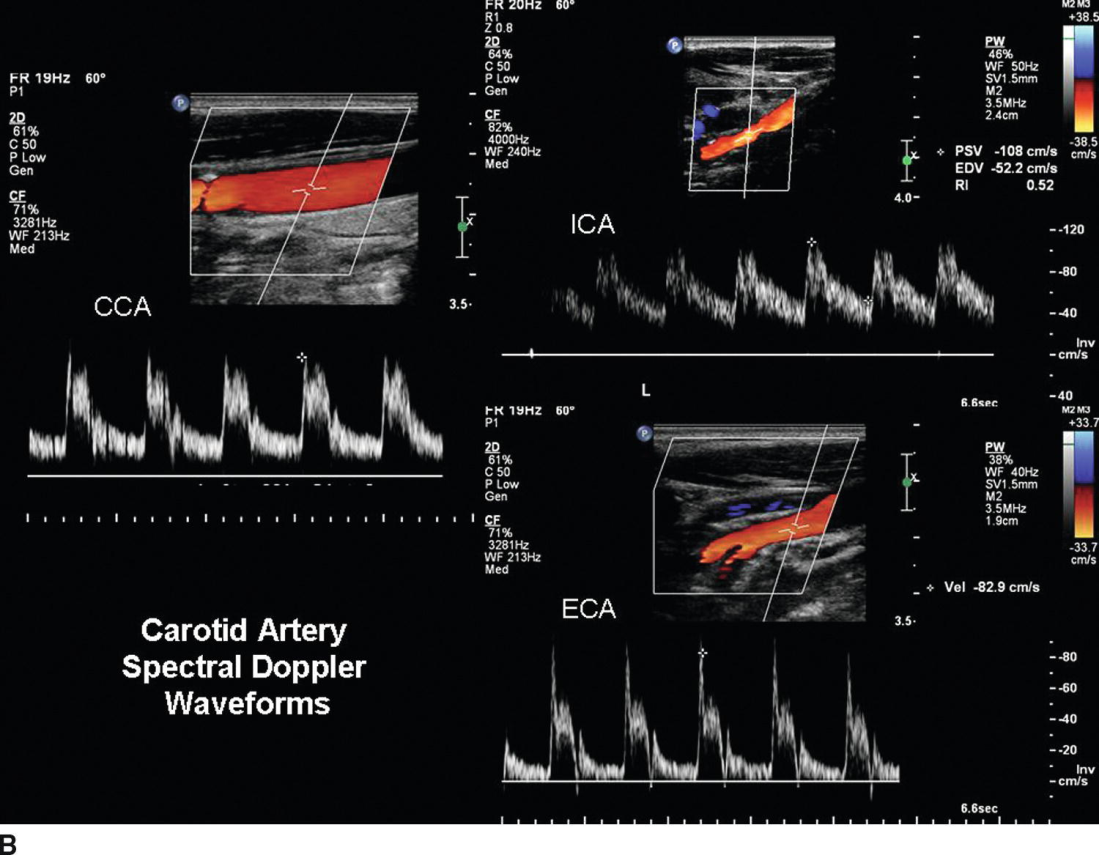 FR 19Hz 60°
P1
2D
61%
C 50
P Low
Gen
CF
71%
3281Hz
WF 213Hz
Med
P
x
3.5
CCA
FR 20Hz 60°
R1
Z 0.8
2D
64%
C 50
P Low
Gen
CF
82%
4000Hz
WF 240Hz
Med
P
x
4.0
PW
46%
WF 50Hz
SV1.5mm
M2
3.5MHz
2.4cm
M2 M3
+38.5
-38.5
cm/s
PSV -108 cm/s
EDV -52.2 cm/s
RI 0.52
ICA
-120
-80
-40
Inv
cm/s
40
6.6sec
L
FR 19Hz 60°
P1
2D
61%
C 50
P Low
Gen
CF
71%
3281Hz
WF 213Hz
Med
P
x
3.5
PW
38%
WF 40Hz
SV1.5mm
M2
3.5MHz
1.9cm
M2 M3
+33.7
-33.7
cm/s
Vel -82.9 cm/s
ECA
-80
-60
-40
-20
Inv
cm/s
6.6sec
Carotid Artery
Spectral Doppler
Waveforms
B